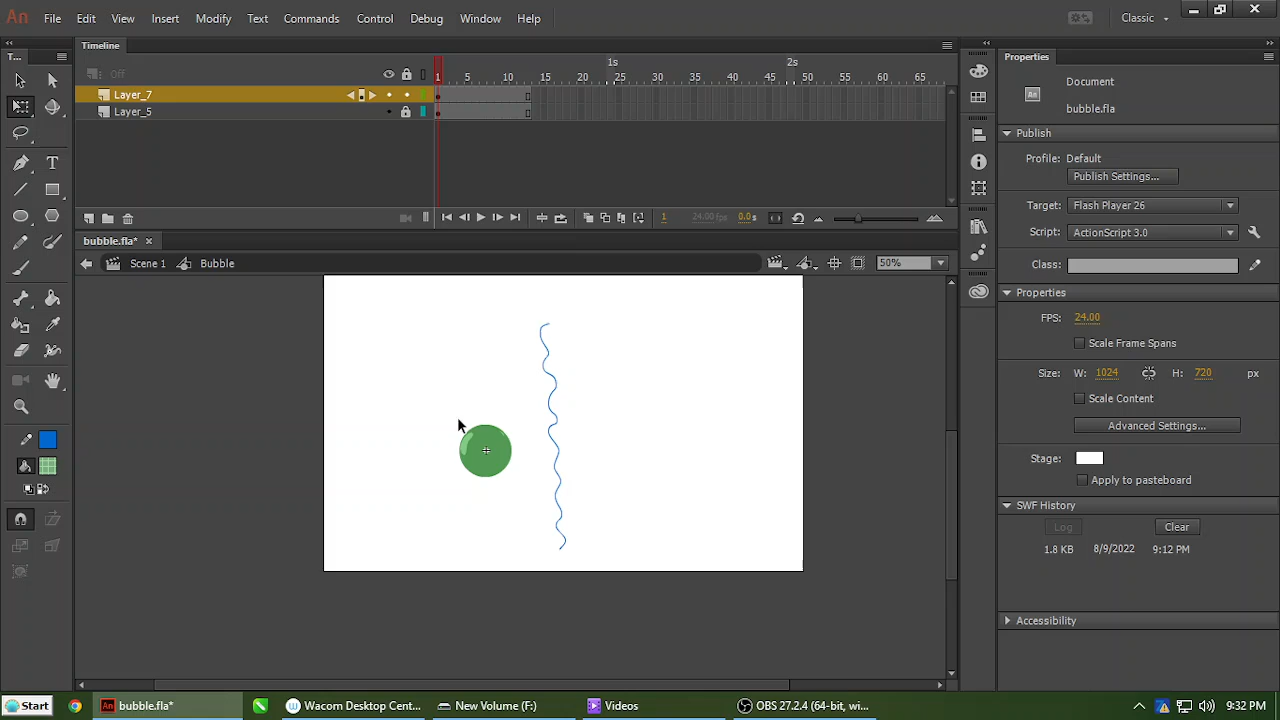 An File Edit View Insert Modify Text Commands Control Debug Window Help Classic
T...
Timeline
Off
1s 2s
1 5 10 15 20 25 30 35 40 45 50 55 60 65
Layer_7
Layer_5
1 24.00 fps 0.0 s
bubble.fla*
Scene 1 Bubble 50%
Properties
Document
An bubble.fla
Publish
Profile: Default
Publish Settings...
Target: Flash Player 26
Script: ActionScript 3.0
Class:
Properties
FPS: 24.00
Scale Frame Spans
Size: W: 1024 H: 720 px
Scale Content
Advanced Settings...
Stage:
Apply to pasteboard
SWF History
Log Clear
1.8 KB 8/9/2022 9:12 PM
Accessibility
Start An bubble.fla* Wacom Desktop Cent... New Volume (F:) Videos OBS 27.2.4 (64-bit, wi... 9:32 PM